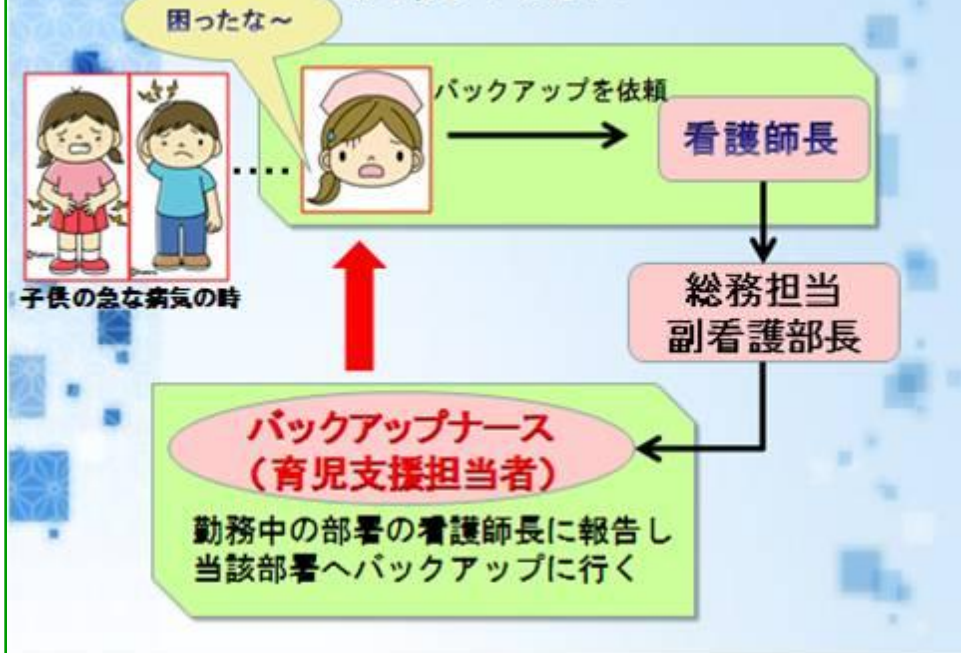 困ったな～
バックアップを依頼
看護師長
子供の急な病気の時
総務担当
副看護部長
バックアップナース
（育児支援担当者）
勤務中の部署の看護師長に報告し
当該部署へバックアップに行く